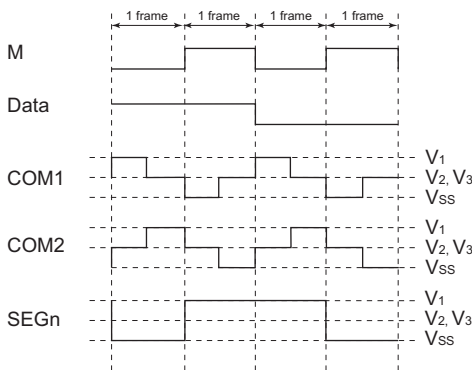 1 frame 1 frame 1 frame 1 frame
M
Data
V1
COM1 V2, V3
VSS
V1
COM2 V2, V3
VSS
V1
SEGn V2, V3
VSS